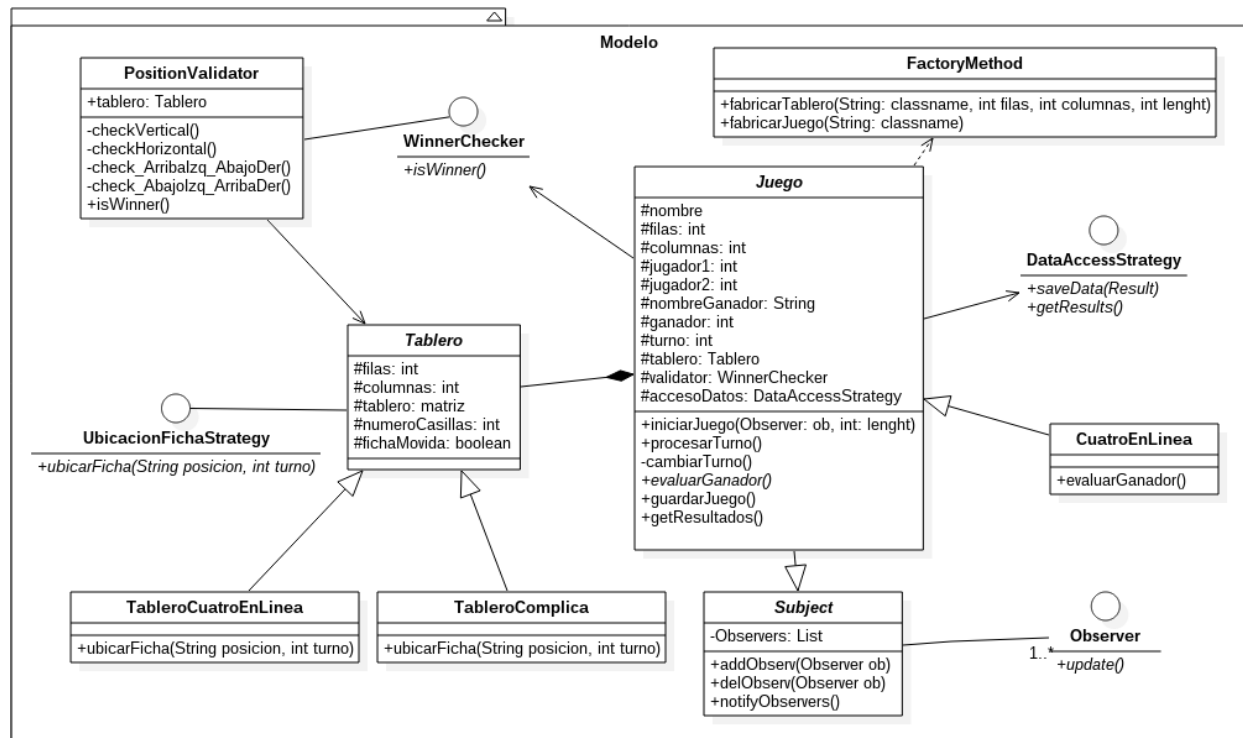 Modelo
PositionValidator
+tablero: Tablero
-checkVertical()
-checkHorizontal()
-check_ArribaIzq_AbajoDer()
-check_AbajoIzq_ArribaDer()
+isWinner()
WinnerChecker
+isWinner()
FactoryMethod
+fabricarTablero(String: classname, int filas, int columnas, int lenght)
+fabricarJuego(String: classname)
Juego
#nombre
#filas: int
#columnas: int
#jugador1: int
#jugador2: int
#nombreGanador: String
#ganador: int
#turno: int
#tablero: Tablero
#validator: WinnerChecker
#accesoDatos: DataAccessStrategy
+iniciarJuego(Observer: ob, int: lenght)
+procesarTurno()
-cambiarTurno()
+evaluarGanador()
+guardarJuego()
+getResultados()
DataAccessStrategy
+saveData(Result)
+getResults()
Tablero
#filas: int
#columnas: int
#tablero: matriz
#numeroCasillas: int
#fichaMovida: boolean
UbicacionFichaStrategy
+ubicarFicha(String posicion, int turno)
CuatroEnLinea
+evaluarGanador()
TableroCuatroEnLinea
+ubicarFicha(String posicion, int turno)
TableroComplica
+ubicarFicha(String posicion, int turno)
Subject
-Observers: List
+addObserv(Observer ob)
+delObserv(Observer ob)
+notifyObservers()
Observer
1..*
+update()